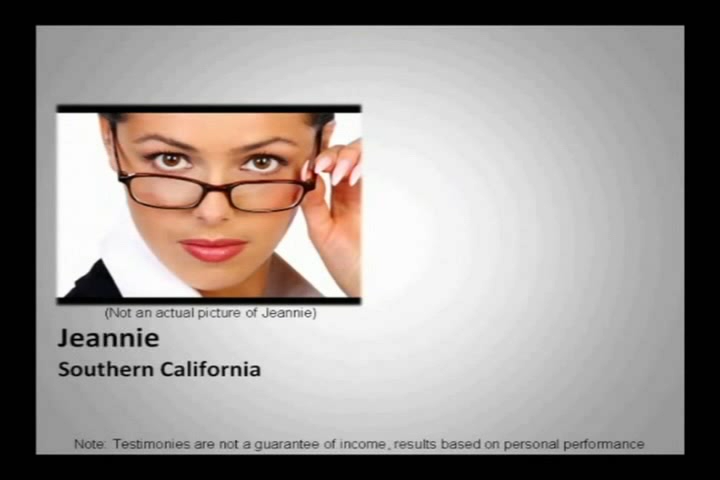 (Not an actual picture of Jeannie)
Jeannie
Southern California
Note: Testimonies are not a guarantee of income, results based on personal performance